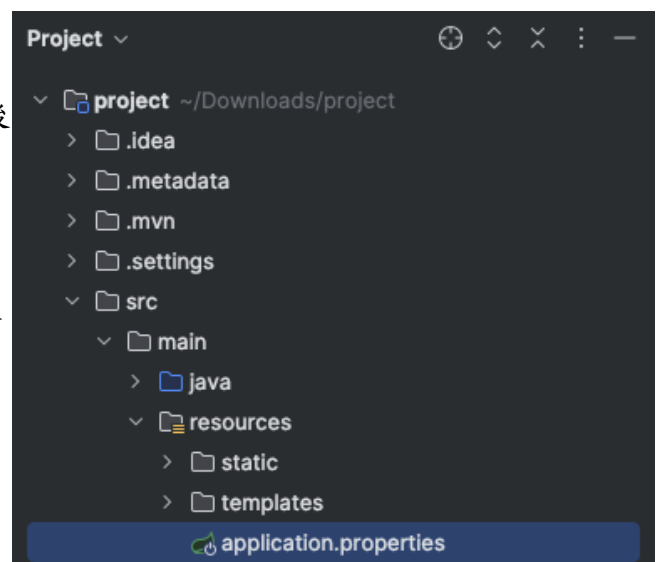 Project
project ~/Downloads/project
.idea
.metadata
.mvn
.settings
src
main
java
resources
static
templates
application.properties